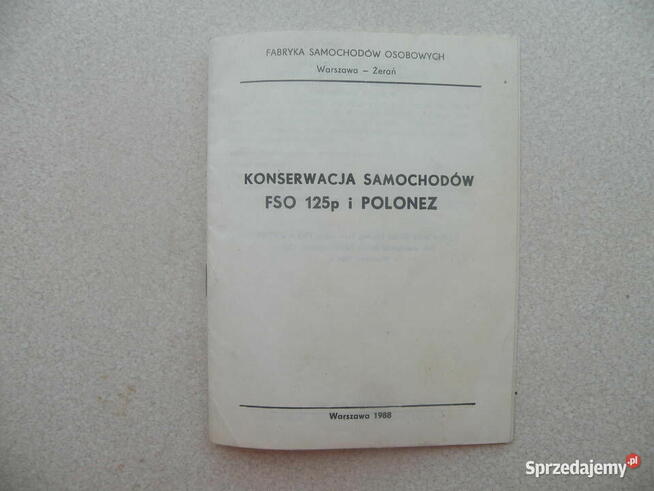 FABRYKA SAMOCHODÓW OSOBOWYCH
Warszawa – Żerań
KONSERWACJA SAMOCHODÓW
FSO 125p i POLONEZ
Warszawa 1988
Sprzedajemy.pl